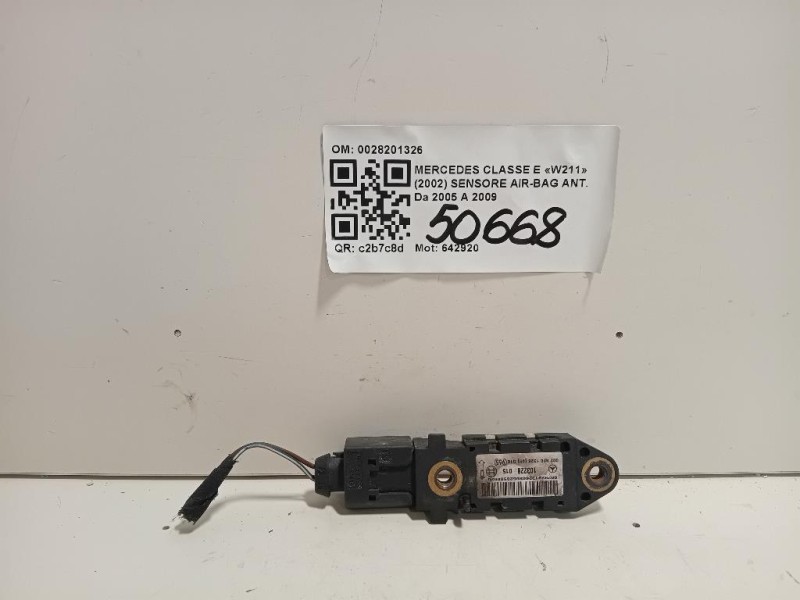 OM: 0028201326
MERCEDES CLASSE E «W211»
(2002) SENSORE AIR-BAG ANT.
Da 2005 A 2009
50668
QR: c2b7c8d Mot: 642920